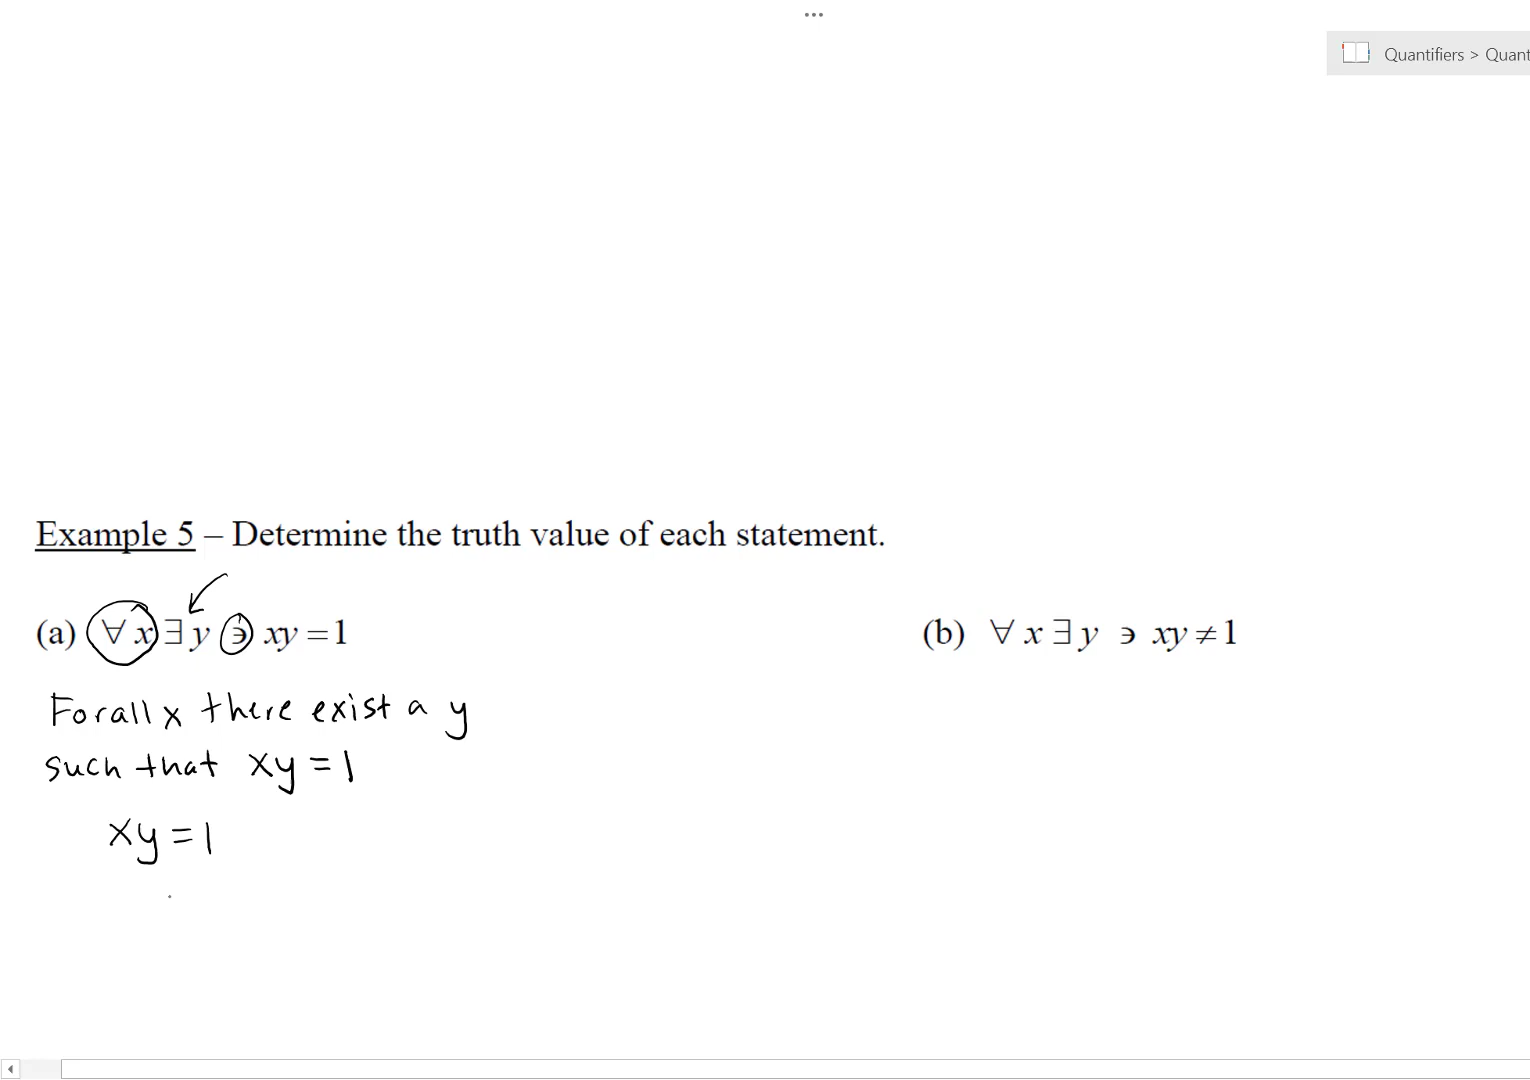 Quantifiers > Quant
Example 5 – Determine the truth value of each statement.
(a) ∀ x ∃ y ϶ xy = 1
(b) ∀ x ∃ y ϶ xy ≠ 1
For all x there exist a y
such that xy = 1
xy = 1